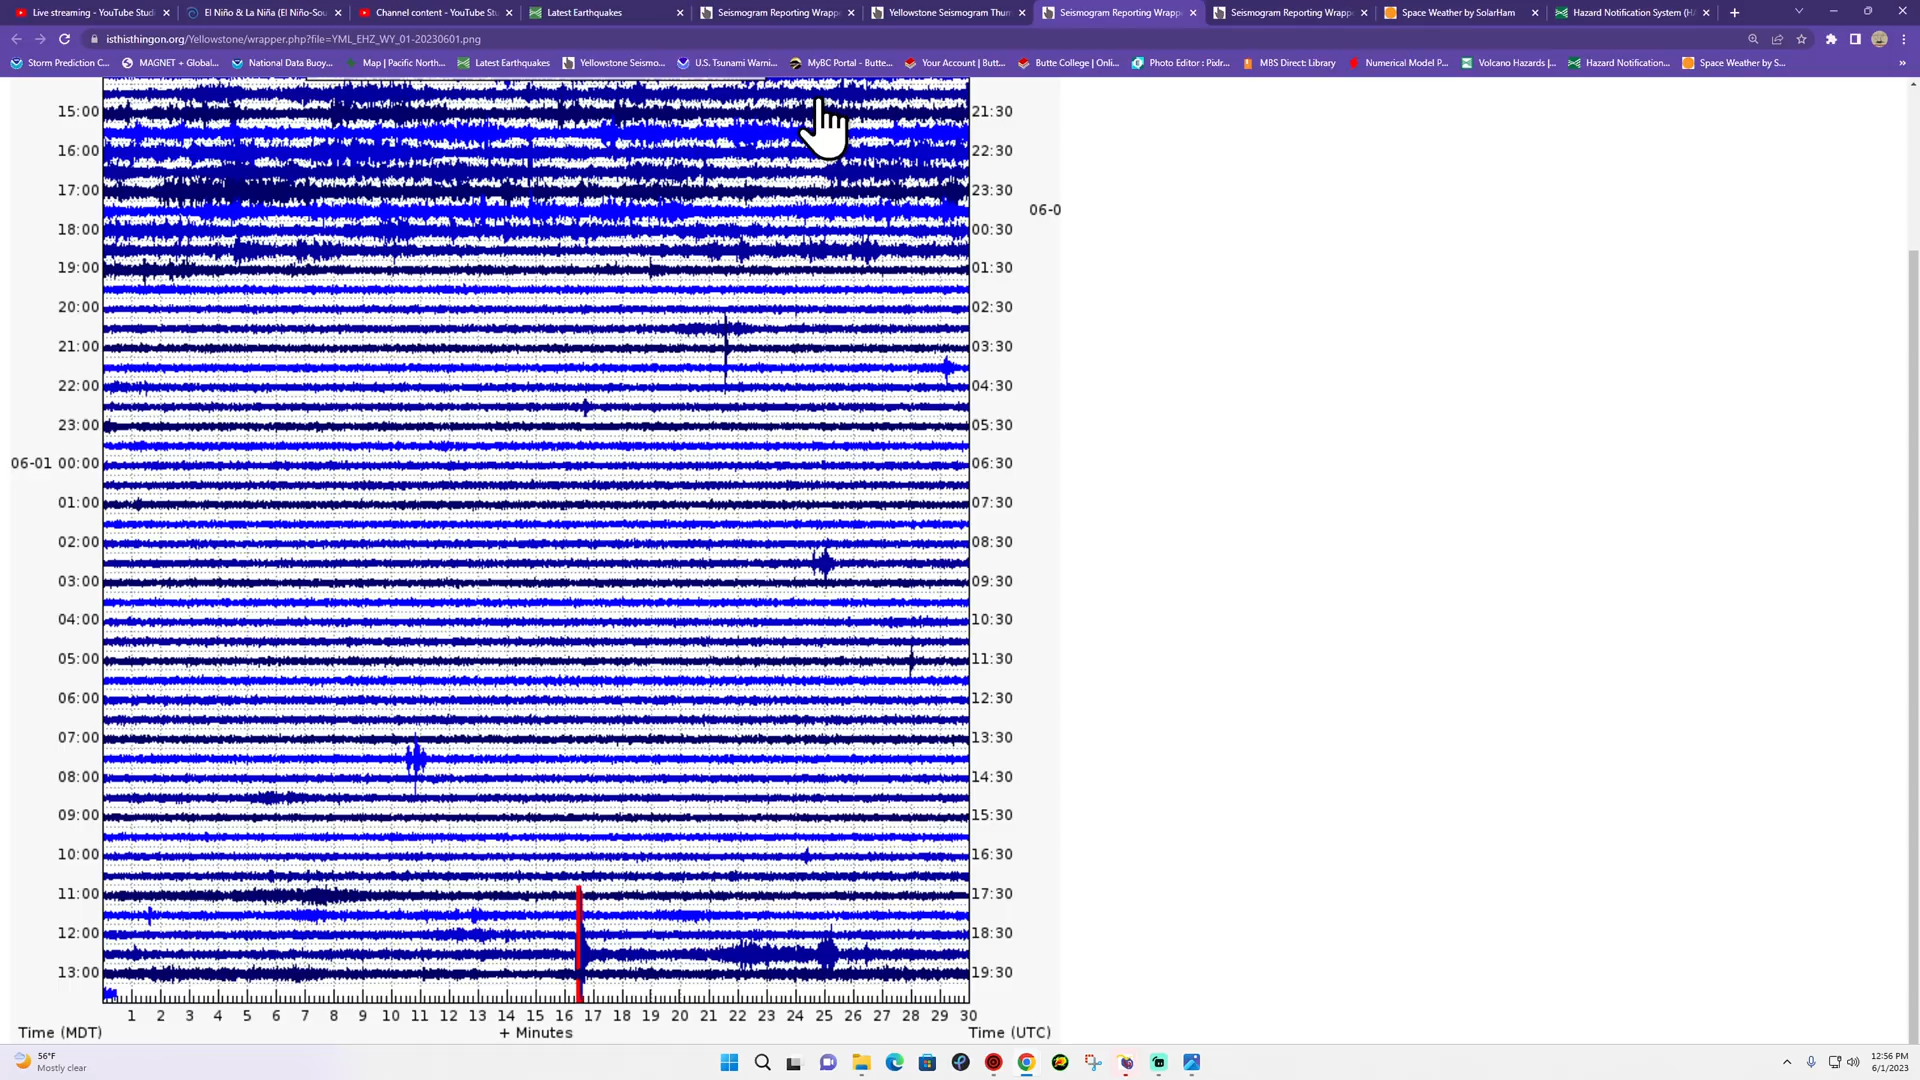 Live streaming - YouTube Stud
El Niño & La Niña (El Niño-Sou
Channel content - YouTube Stu
Latest Earthquakes
Seismogram Reporting Wrapp
Yellowstone Seismogram Thum
Seismogram Reporting Wrapp
Seismogram Reporting Wrapp
Space Weather by SolarHam
Hazard Notification System (H
isthisthingon.org/Yellowstone/wrapper.php?file=YML_EHZ_WY_01-20230601.png
Storm Prediction C...
MAGNET + Global...
National Data Buoy...
Map | Pacific North...
Latest Earthquakes
Yellowstone Seismo...
U.S. Tsunami Warni...
MyBC Portal - Butte...
Your Account | Butt...
Butte College | Onli...
Photo Editor : Pixlr...
MBS Direct Library
Numerical Model P...
Volcano Hazards |...
Hazard Notification...
Space Weather by S...
15:00 21:30
16:00 22:30
17:00 23:30
06-0
18:00 00:30
19:00 01:30
20:00 02:30
21:00 03:30
22:00 04:30
23:00 05:30
06-01 00:00 06:30
01:00 07:30
02:00 08:30
03:00 09:30
04:00 10:30
05:00 11:30
06:00 12:30
07:00 13:30
08:00 14:30
09:00 15:30
10:00 16:30
11:00 17:30
12:00 18:30
13:00 19:30
1 2 3 4 5 6 7 8 9 10 11 12 13 14 15 16 17 18 19 20 21 22 23 24 25 26 27 28 29 30
Time (MDT) + Minutes Time (UTC)
56°F
Mostly clear
12:56 PM
6/1/2023